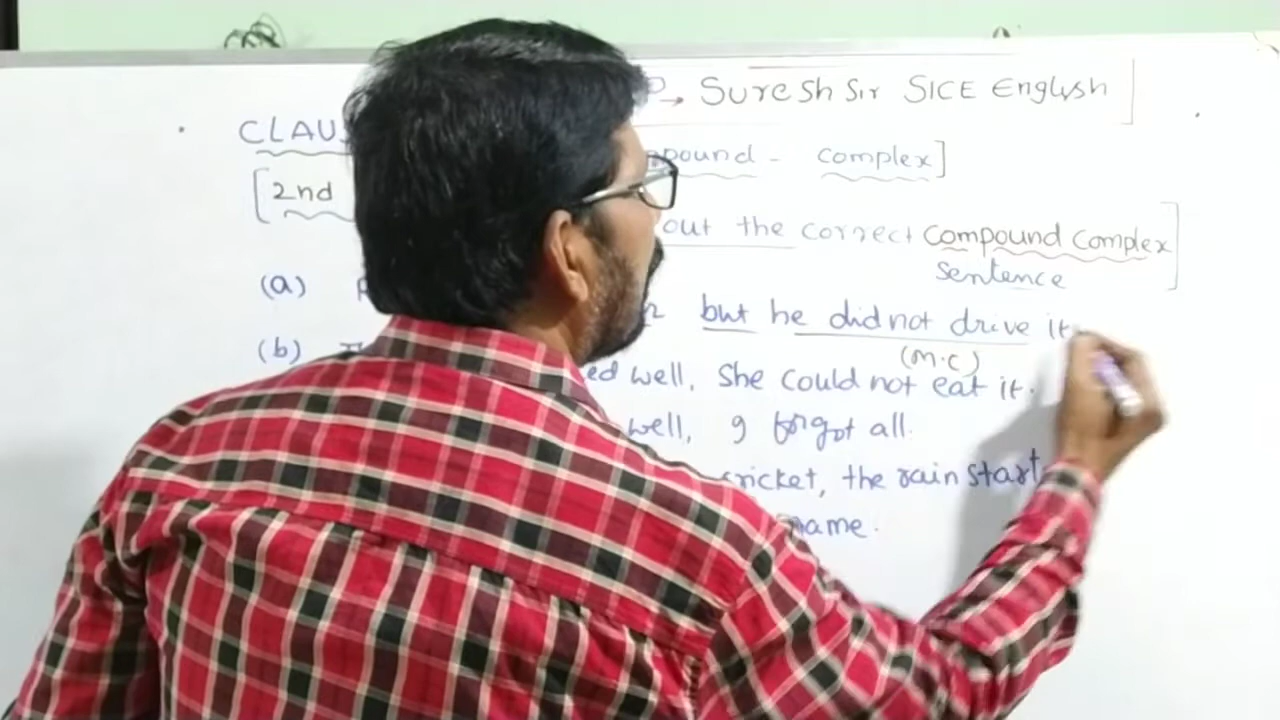 P → Suresh Sir SICE English
CLAUS
pound - complex]
[2nd
out the correct compound complex
sentence
(a) but he did not drive it
(m.c)
(b) ed well, she could not eat it.
well, I forgot all.
cricket, the rain start
name.